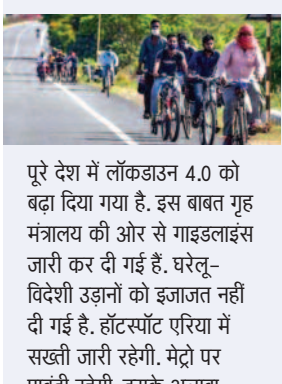 पूरे देश में लॉकडाउन 4.0 को
बढ़ा दिया गया है. इस बाबत गृह
मंत्रालय की ओर से गाइडलाइंस
जारी कर दी गई हैं. घरेलू-
विदेशी उड़ानों को इजाजत नहीं
दी गई है. हॉटस्पॉट एरिया में
सख्ती जारी रहेगी. मेट्रो पर